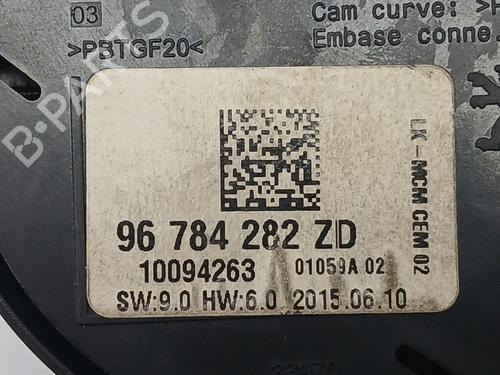 03
>PBTGF20<
Cam curve: >P
Embase conne.
B-PARTS
LK-MCM CEM 02
96 784 282 ZD
10094263 01059A 02
SW:9.0 HW:6.0 2015.06.10